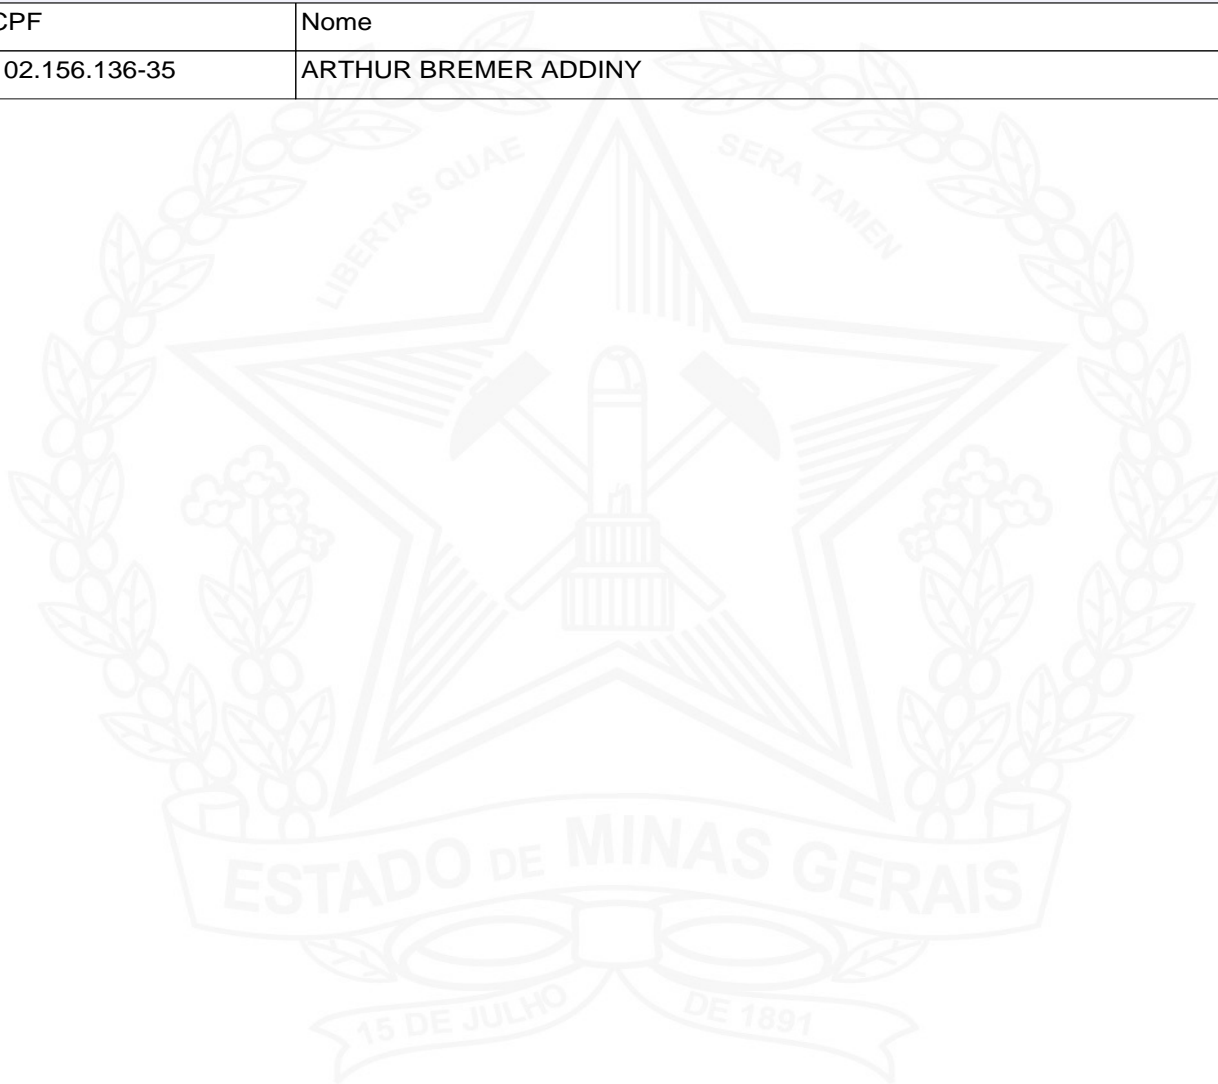 CPF Nome
02.156.136-35 ARTHUR BREMER ADDINY
LIBERTAS QUAE SERA TAMEN
ESTADO DE MINAS GERAIS
15 DE JULHO DE 1891